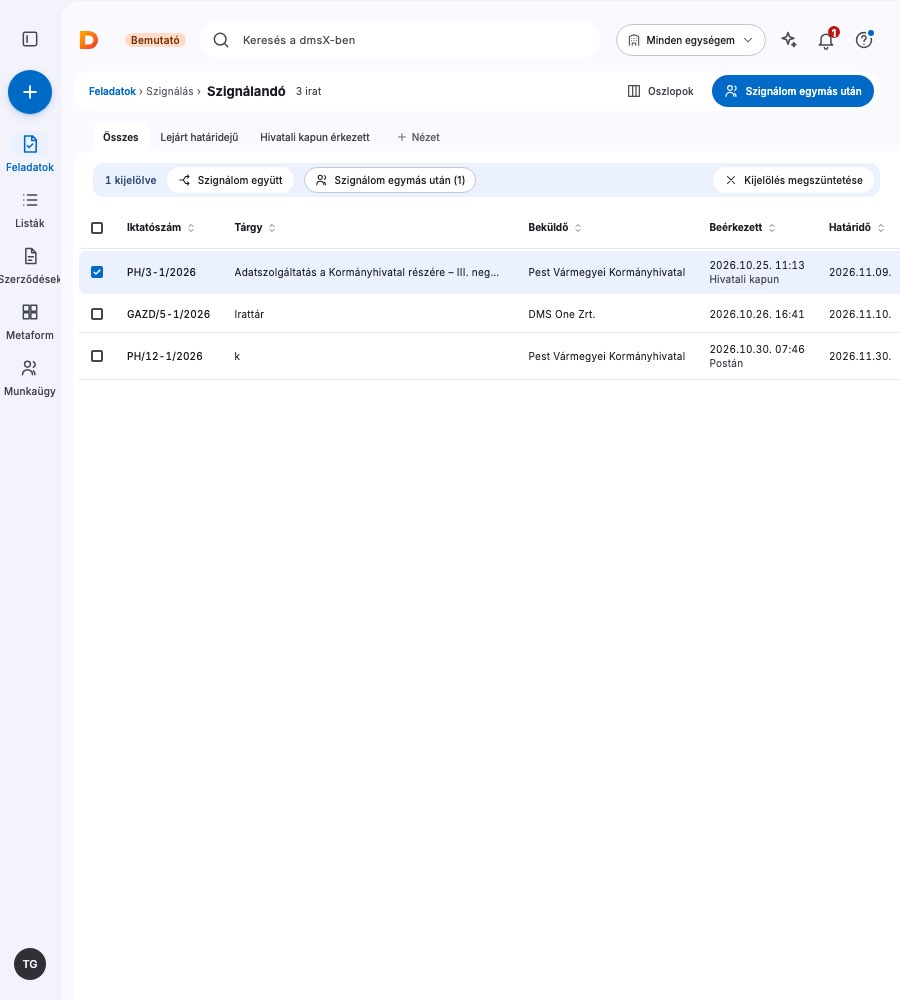 Bemutató
Keresés a dmsX-ben
Minden egységem
1
Feladatok › Szignálás › Szignálandó 3 irat
Oszlopok
Szignálom egymás után
Összes
Lejárt határidejű
Hivatali kapun érkezett
+ Nézet
1 kijelölve
Szignálom együtt
Szignálom egymás után (1)
Kijelölés megszüntetése
Iktatószám Tárgy Beküldő Beérkezett Határidő
PH/3-1/2026 Adatszolgáltatás a Kormányhivatal részére – III. neg... Pest Vármegyei Kormányhivatal 2026.10.25. 11:13 2026.11.09.
Hivatali kapun
GAZD/5-1/2026 Irattár DMS One Zrt. 2026.10.26. 16:41 2026.11.10.
PH/12-1/2026 k Pest Vármegyei Kormányhivatal 2026.10.30. 07:46 2026.11.30.
Postán
Feladatok
Listák
Szerződések
Metaform
Munkaügy
TG